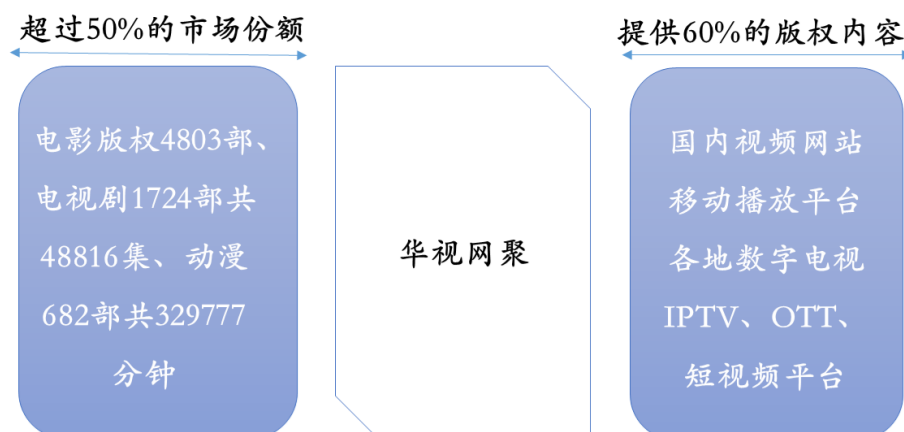 超过50%的市场份额
电影版权4803部、
电视剧1724部共
48816集、动漫
682部共329777
分钟
华视网聚
提供60%的版权内容
国内视频网站
移动播放平台
各地数字电视
IPTV、OTT、
短视频平台